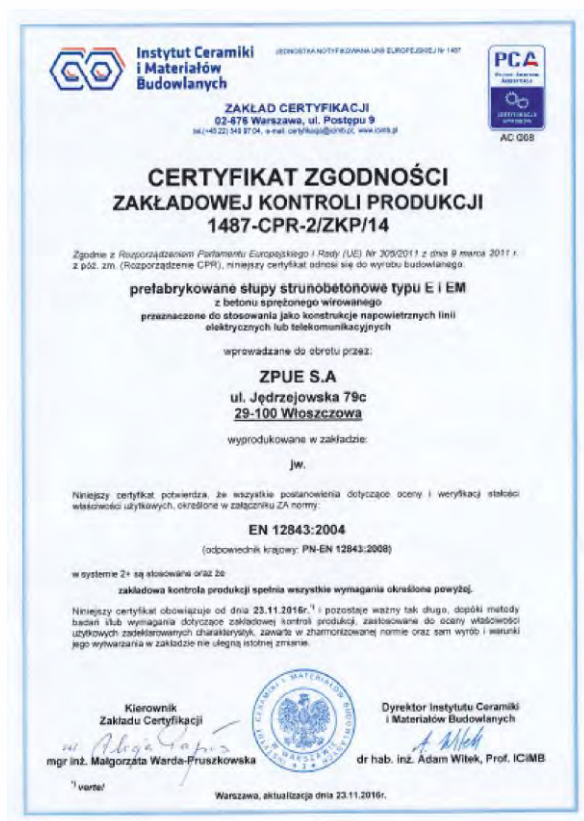 Instytut Ceramiki
i Materiałów
Budowlanych
JEDNOSTKA NOTYFIKOWANA UNII EUROPEJSKIEJ Nr 1487
PCA
CERTYFIKACJA
WYROBÓW
AC 008
ZAKŁAD CERTYFIKACJI
02-676 Warszawa, ul. Postępu 9
CERTYFIKAT ZGODNOŚCI
ZAKŁADOWEJ KONTROLI PRODUKCJI
1487-CPR-2/ZKP/14
Zgodnie z Rozporządzeniem Parlamentu Europejskiego i Rady (UE) Nr 305/2011 z dnia 9 marca 2011 r.
z póź. zm. (Rozporządzenie CPR), niniejszy certyfikat odnosi się do wyrobu budowlanego:
prefabrykowane słupy strunobetonowe typu E i EM
z betonu sprężonego wirowanego
przeznaczone do stosowania jako konstrukcje napowietrznych linii
elektrycznych lub telekomunikacyjnych
wprowadzane do obrotu przez:
ZPUE S.A
ul. Jędrzejowska 79c
29-100 Włoszczowa
wyprodukowane w zakładzie:
jw.
Niniejszy certyfikat potwierdza, że wszystkie postanowienia dotyczące oceny i weryfikacji stałości
właściwości użytkowych, określone w załączniku ZA normy:
EN 12843:2004
(odpowiednik krajowy: PN-EN 12843:2008)
w systemie 2+ są stosowane oraz że
zakładowa kontrola produkcji spełnia wszystkie wymagania określone powyżej.
Niniejszy certyfikat obowiązuje od dnia 23.11.2016r.*) i pozostaje ważny tak długo, dopóki metody
badań i/lub wymagania dotyczące zakładowej kontroli produkcji, zastosowane do oceny właściwości
użytkowych zadeklarowanych charakterystyk, zawarte w zharmonizowanej normie oraz sam wyrób i warunki
jego wytwarzania w zakładzie nie ulegną istotnej zmianie.
Kierownik
Zakładu Certyfikacji
mgr inż. Małgorzata Warda-Pruszkowska
INSTYTUT CERAMIKI I MATERIAŁÓW BUDOWLANYCH W WARSZAWIE
Dyrektor Instytutu Ceramiki
i Materiałów Budowlanych
dr hab. inż. Adam Witek, Prof. ICiMB
*) verte!
Warszawa, aktualizacja dnia 23.11.2016r.